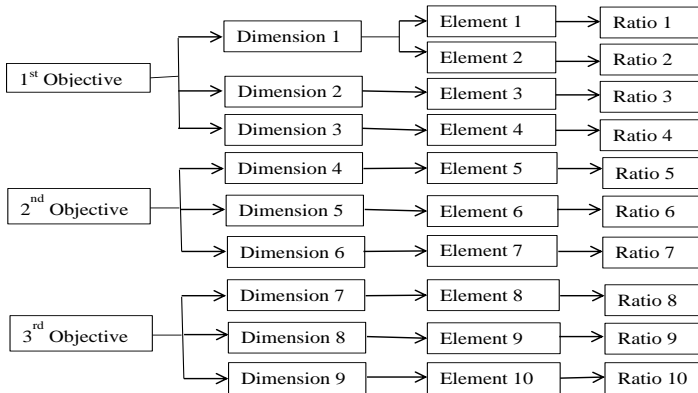 Dimension 1 Element 1 Ratio 1
Element 2 Ratio 2
1st Objective
Dimension 2 Element 3 Ratio 3
Dimension 3 Element 4 Ratio 4
Dimension 4 Element 5 Ratio 5
2nd Objective Dimension 5 Element 6 Ratio 6
Dimension 6 Element 7 Ratio 7
Dimension 7 Element 8 Ratio 8
3rd Objective Dimension 8 Element 9 Ratio 9
Dimension 9 Element 10 Ratio 10